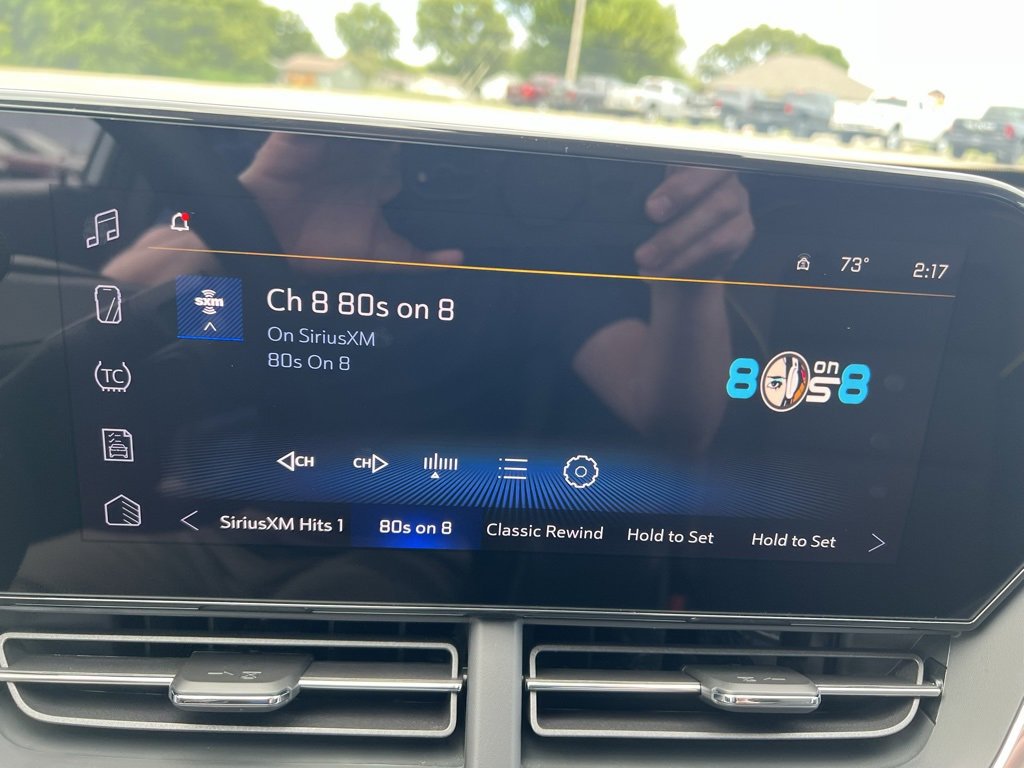 73° 2:17
sxm
Ch 8 80s on 8
On SiriusXM
80s On 8
80s on 8
TC
CH CH
SiriusXM Hits 1 80s on 8 Classic Rewind Hold to Set Hold to Set